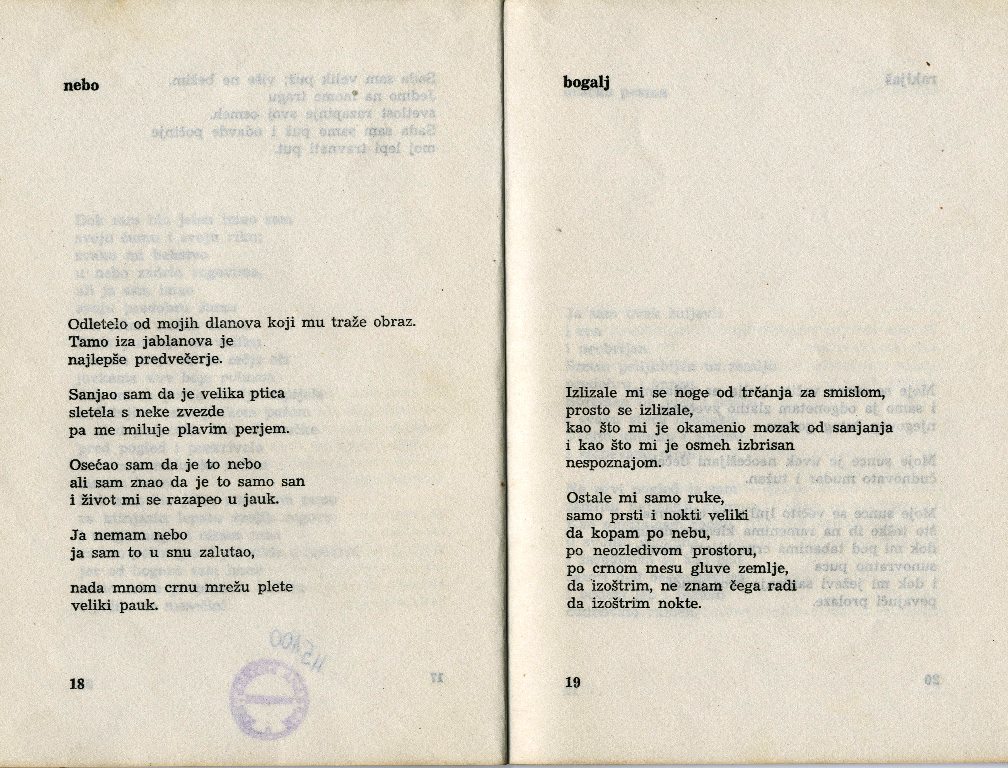 nebo
Odletelo od mojih dlanova koji mu traže obraz.
Tamo iza jablanova je
najlepše predvečerje.
Sanjao sam da je velika ptica
sletela s neke zvezde
pa me miluje plavim perjem.
Osećao sam da je to nebo
ali sam znao da je to samo san
i život mi se razapeo u jauk.
Ja nemam nebo
ja sam to u snu zalutao,
nada mnom crnu mrežu plete
veliki pauk.
18
45100
bogalj
Izlizale mi se noge od trčanja za smislom,
prosto se izlizale,
kao što mi je okamenio mozak od sanjanja
i kao što mi je osmeh izbrisan
nespoznajom.
Ostale mi samo ruke,
samo prsti i nokti veliki
da kopam po nebu,
po neozledivom prostoru,
po crnom mesu gluve zemlje,
da izoštrim, ne znam čega radi
da izoštrim nokte.
19